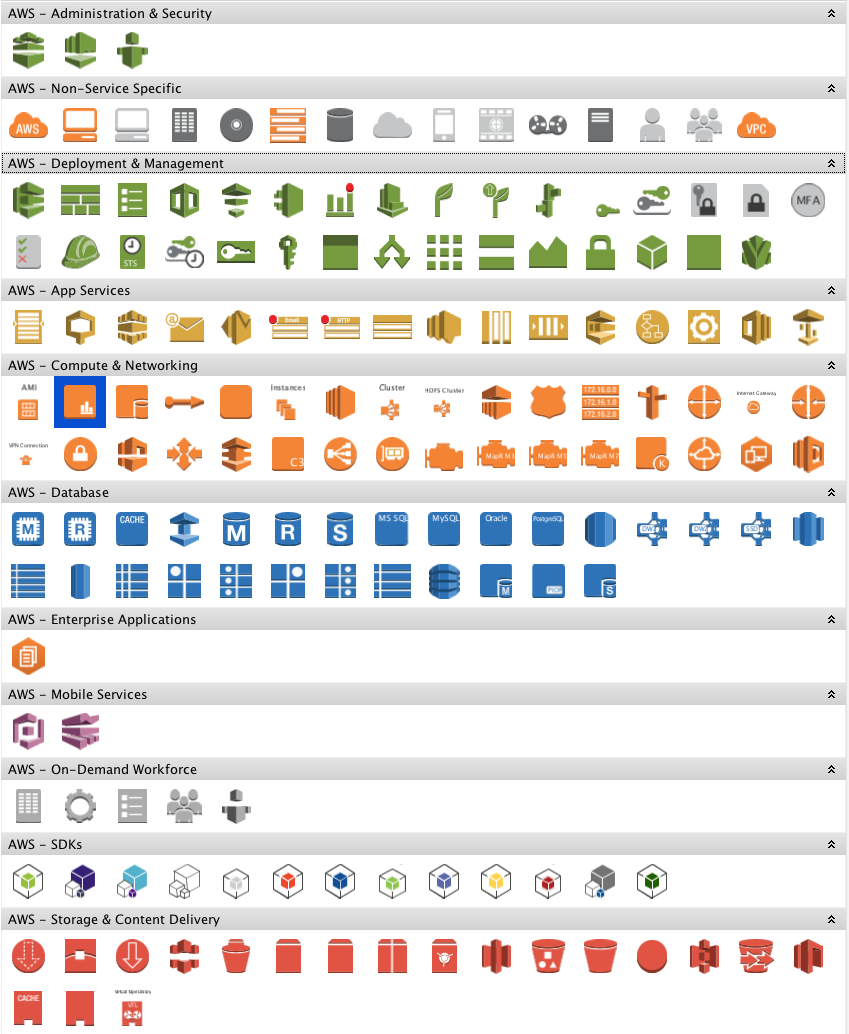 AWS – Administration & Security
AWS – Non-Service Specific
AWS
VPC
AWS – Deployment & Management
MFA
STS
AWS – App Services
@
Email
HTTP
AWS – Compute & Networking
AMI
Instances
Cluster
HDFS Cluster
172.16.0.0
172.16.1.0
172.16.2.0
Internet Gateway
VPN Connection
C3
MapR M3
MapR M5
MapR M7
K
AWS – Database
M
R
CACHE
M
R
S
MS SQL
MySQL
Oracle
PostgreSQL
DW2
SSD
M
PIOP
S
AWS – Enterprise Applications
AWS – Mobile Services
AWS – On-Demand Workforce
AWS – SDKs
AWS – Storage & Content Delivery
CACHE
Virtual Tape Library
VTL